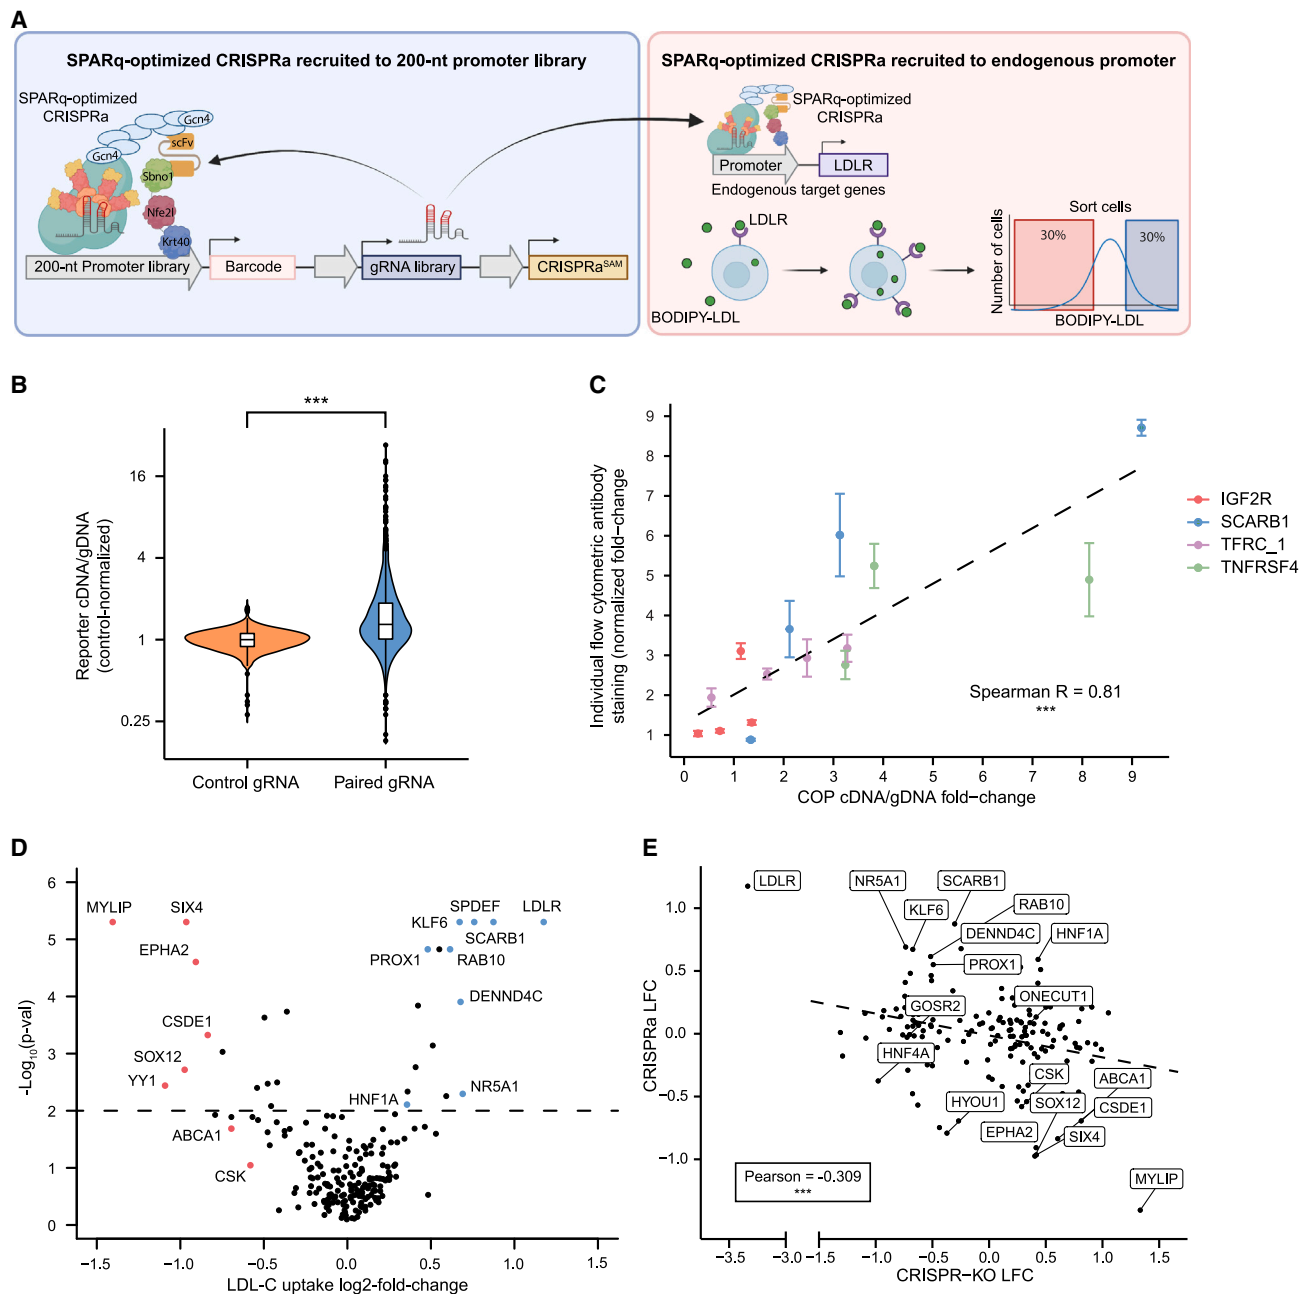 A
SPARq-optimized CRISPRa recruited to 200-nt promoter library
SPARq-optimized
CRISPRa
Gcn4
scFv
Gcn4
Sbno1
Nfe2l
Krt40
200-nt Promoter library
Barcode
gRNA library
CRISPRaSAM
SPARq-optimized CRISPRa recruited to endogenous promoter
SPARq-optimized
CRISPRa
Promoter
LDLR
Endogenous target genes
LDLR
BODIPY-LDL
Sort cells
30%
30%
Number of cells
BODIPY-LDL
B
***
Reporter cDNA/gDNA
(control-normalized)
16
4
1
0.25
Control gRNA
Paired gRNA
C
Individual flow cytometric antibody
staining (normalized fold−change
9
8
7
6
5
4
3
2
1
0 1 2 3 4 5 6 7 8 9
COP cDNA/gDNA fold−change
Spearman R = 0.81
***
IGF2R
SCARB1
TFRC_1
TNFRSF4
D
-Log10(p-val)
6
5
4
3
2
1
0
MYLIP
SIX4
EPHA2
CSDE1
SOX12
YY1
ABCA1
CSK
KLF6
SPDEF
LDLR
SCARB1
PROX1
RAB10
DENND4C
NR5A1
HNF1A
−1.5 −1.0 −0.5 0.0 0.5 1.0 1.5
LDL-C uptake log2-fold-change
E
CRISPRa LFC
1.0
0.5
0.0
−0.5
−1.0
LDLR
NR5A1
SCARB1
KLF6
RAB10
DENND4C
HNF1A
PROX1
GOSR2
ONECUT1
HNF4A
CSK
ABCA1
HYOU1
SOX12
CSDE1
EPHA2
SIX4
MYLIP
Pearson = -0.309
***
−3.5 −3.0 −1.5 −1.0 −0.5 0.0 0.5 1.0 1.5
CRISPR−KO LFC